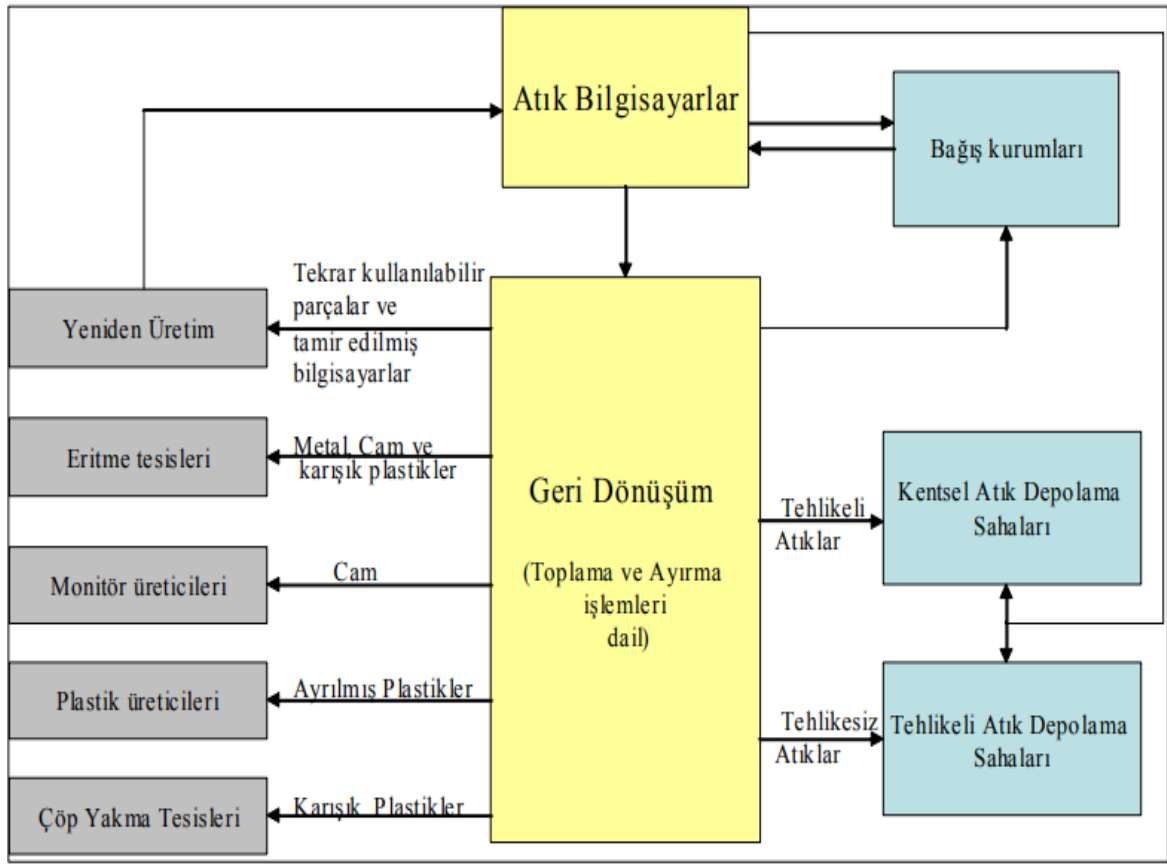 Atık Bilgisayarlar
Bağış kurumları
Tekrar kullanılabilir
parçalar ve
tamir edilmiş
bilgisayarlar
Yeniden Üretim
Eritme tesisleri
Metal, Cam ve
karışık plastikler
Geri Dönüşüm
(Toplama ve Ayırma
işlemleri
dail)
Tehlikeli
Atıklar
Kentsel Atık Depolama
Sahaları
Monitör üreticileri
Cam
Plastik üreticileri
Ayrılmış Plastikler
Tehlikesiz
Atıklar
Tehlikeli Atık Depolama
Sahaları
Çöp Yakma Tesisleri
Karışık Plastikler